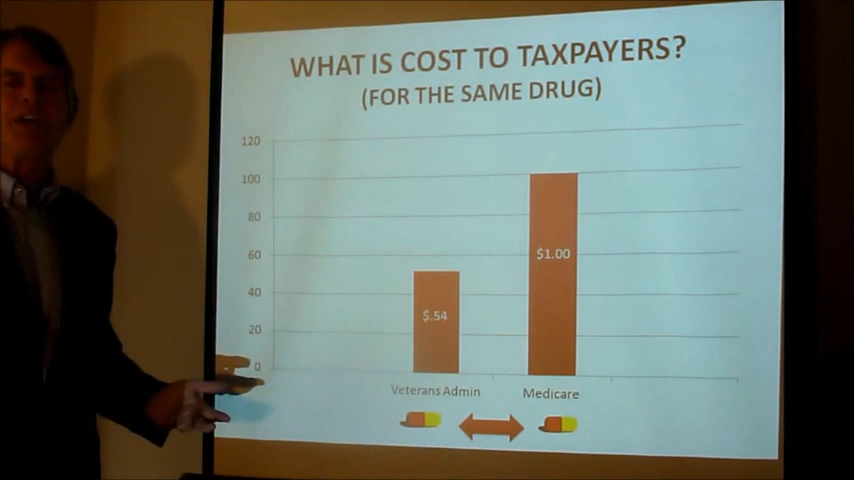 WHAT IS COST TO TAXPAYERS?
(FOR THE SAME DRUG)
120
100
80
60
40
20
0
$.54
$1.00
Veterans Admin
Medicare